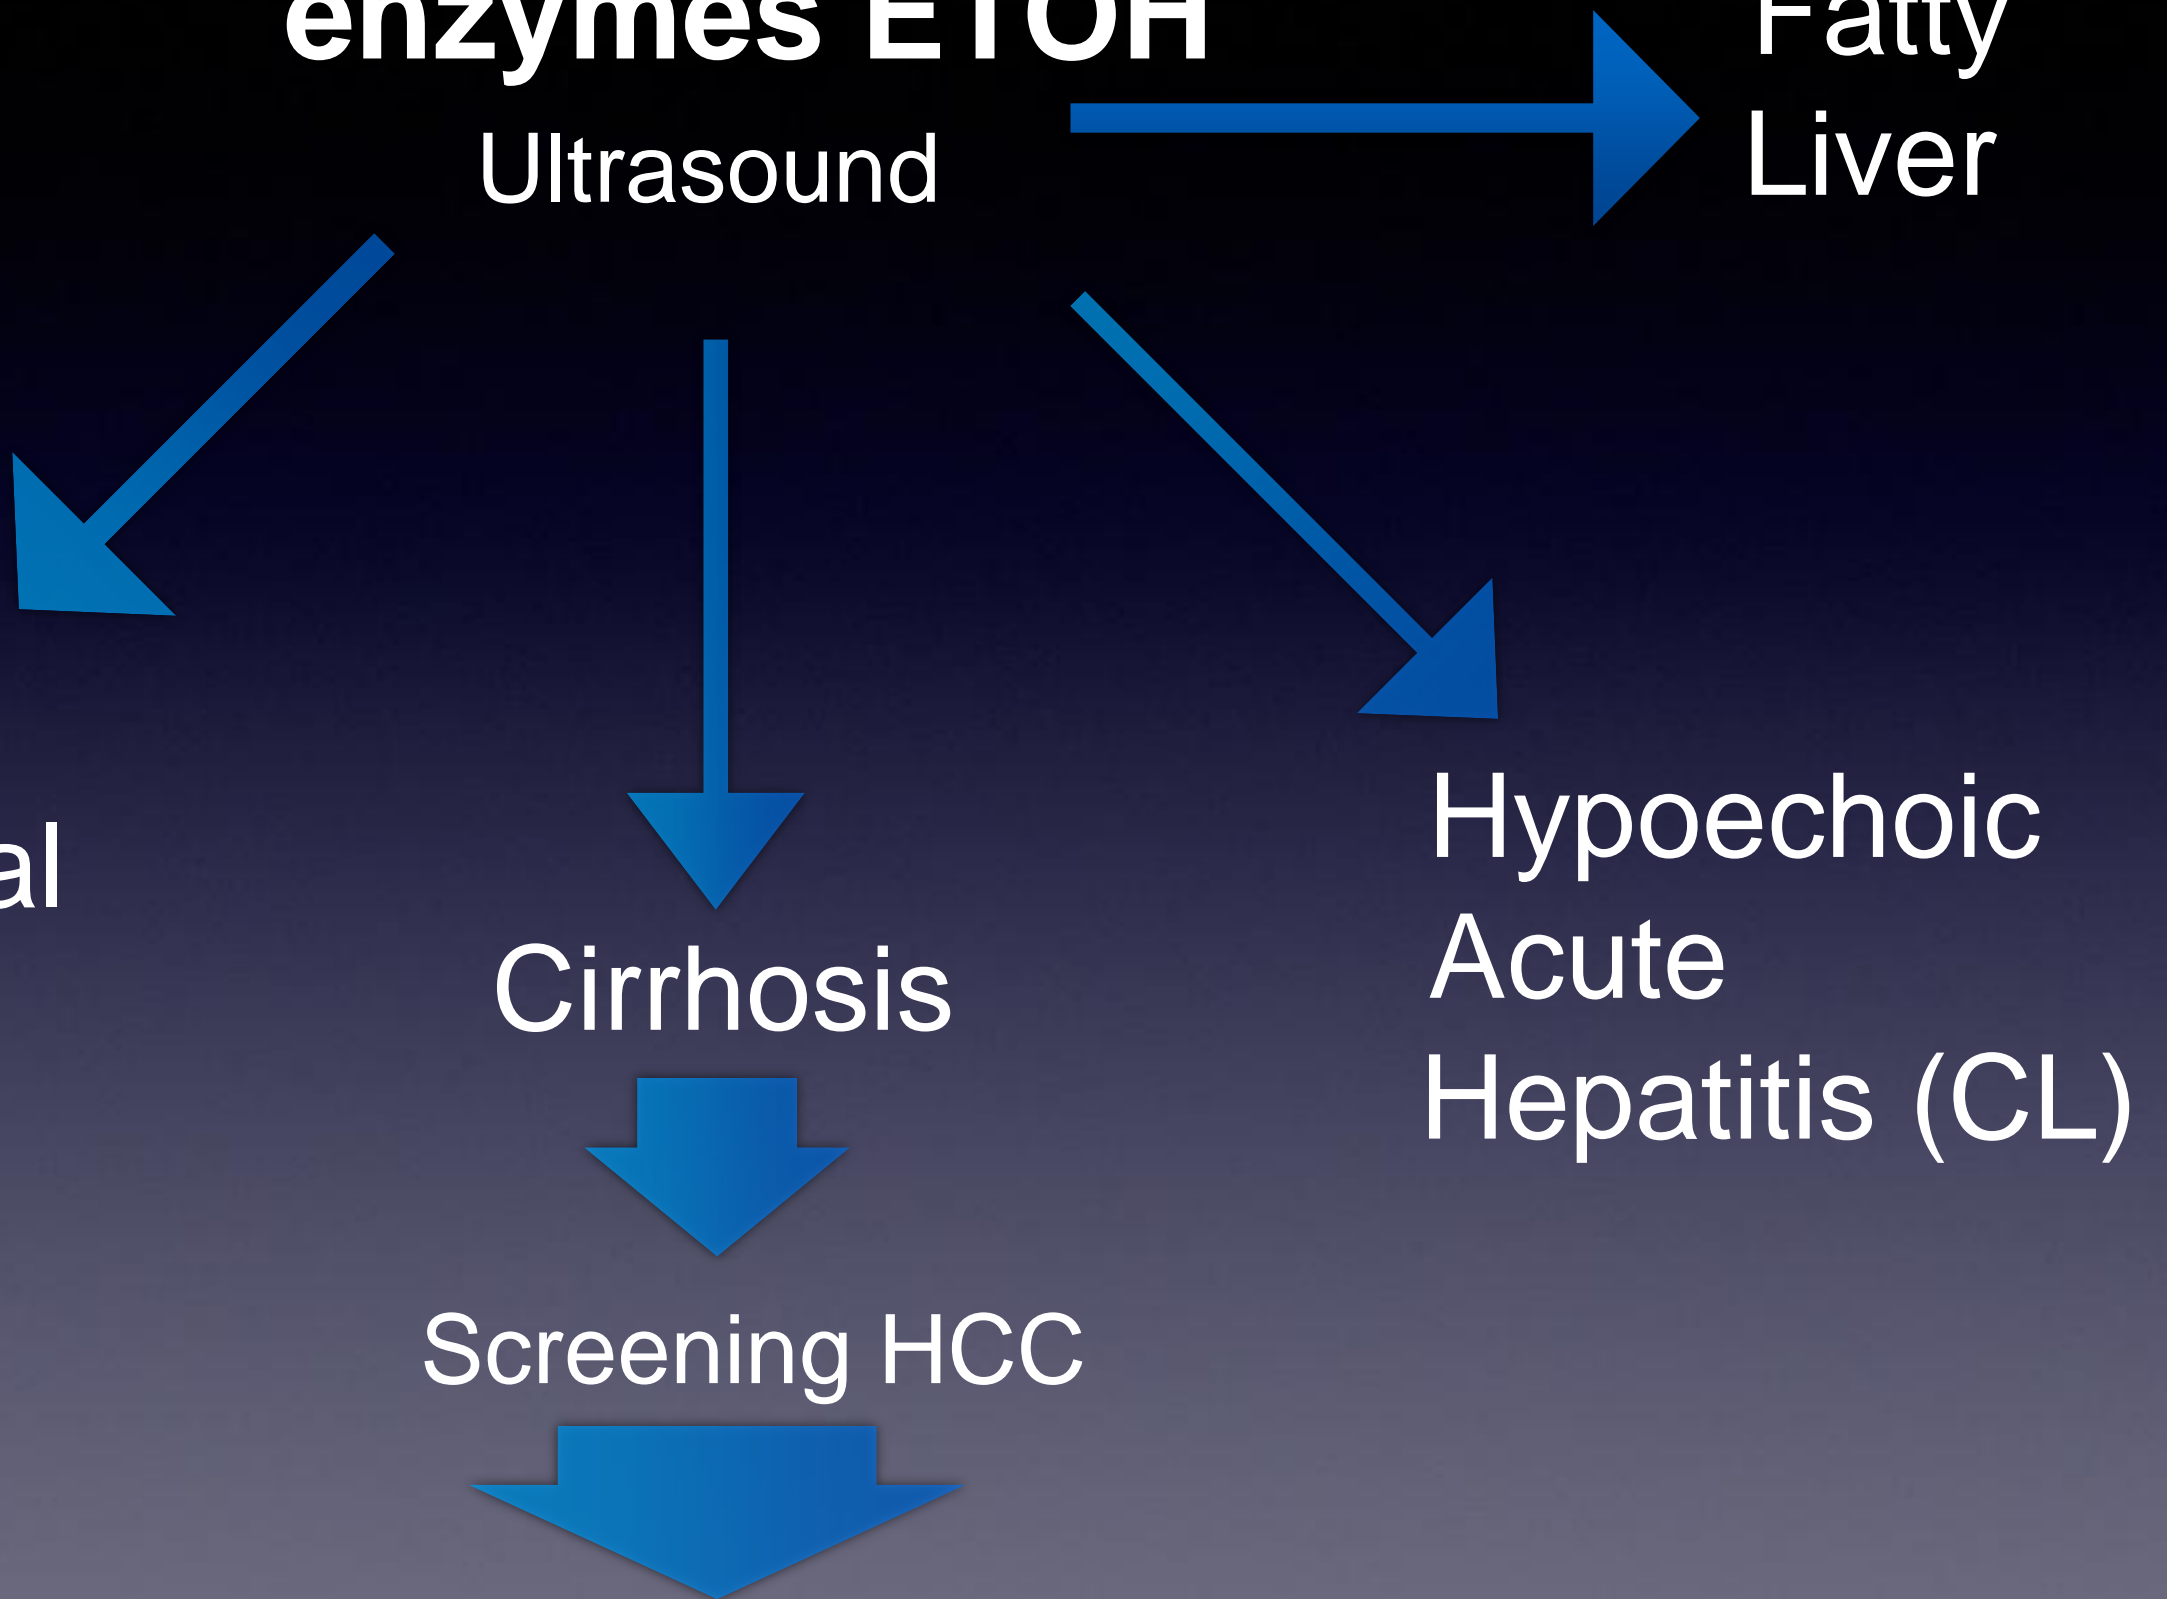 enzymes ETOH
Ultrasound
Fatty
Liver
al
Cirrhosis
Hypoechoic
Acute
Hepatitis (CL)
Screening HCC